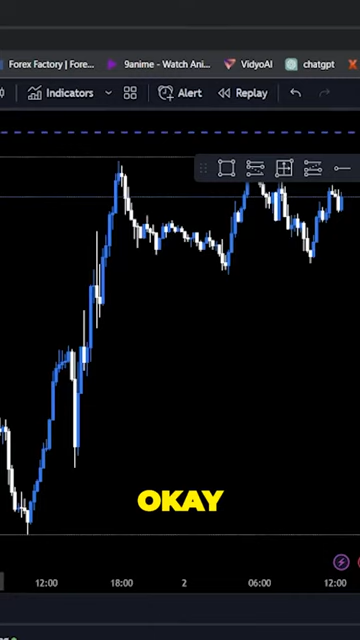 Forex Factory | Fore... 9anime - Watch Ani... VidyoAI chatgpt
Indicators Alert Replay
OKAY
12:00 18:00 2 06:00 12:00